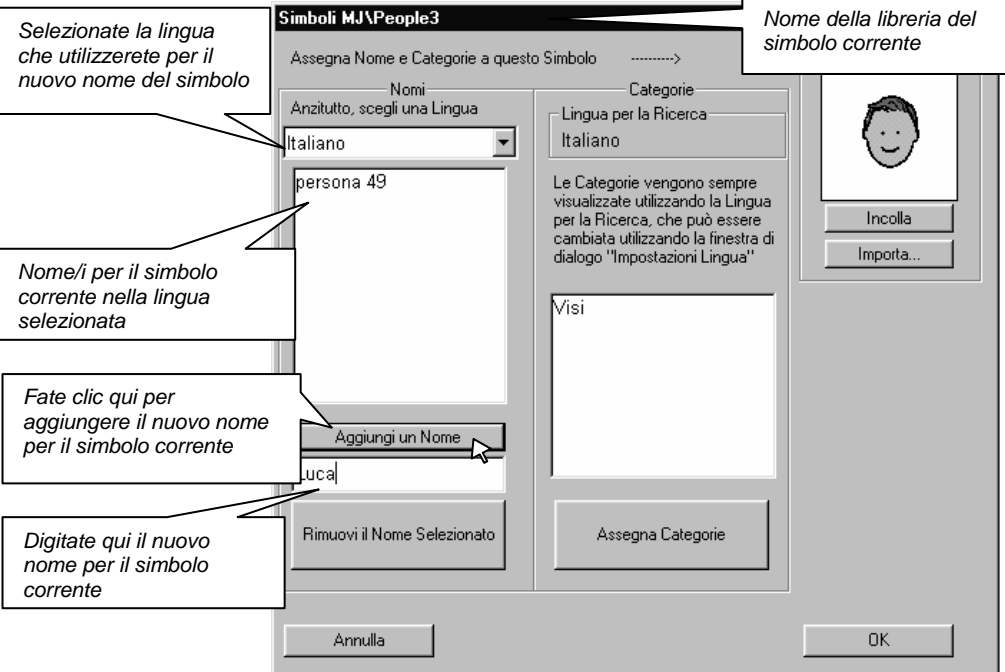 Selezionate la lingua
che utilizzerete per il
nuovo nome del simbolo
Simboli MJ\People3
Nome della libreria del
simbolo corrente
Assegna Nome e Categorie a questo Simbolo ---------->
Nomi
Anzitutto, scegli una Lingua
Italiano
persona 49
Categorie
Lingua per la Ricerca
Italiano
Le Categorie vengono sempre
visualizzate utilizzando la Lingua
per la Ricerca, che può essere
cambiata utilizzando la finestra di
dialogo "Impostazioni Lingua"
Incolla
Importa...
Nome/i per il simbolo
corrente nella lingua
selezionata
Visi
Fate clic qui per
aggiungere il nuovo nome
per il simbolo corrente
Aggiungi un Nome
Luca
Rimuovi il Nome Selezionato
Assegna Categorie
Digitate qui il nuovo
nome per il simbolo
corrente
Annulla
OK